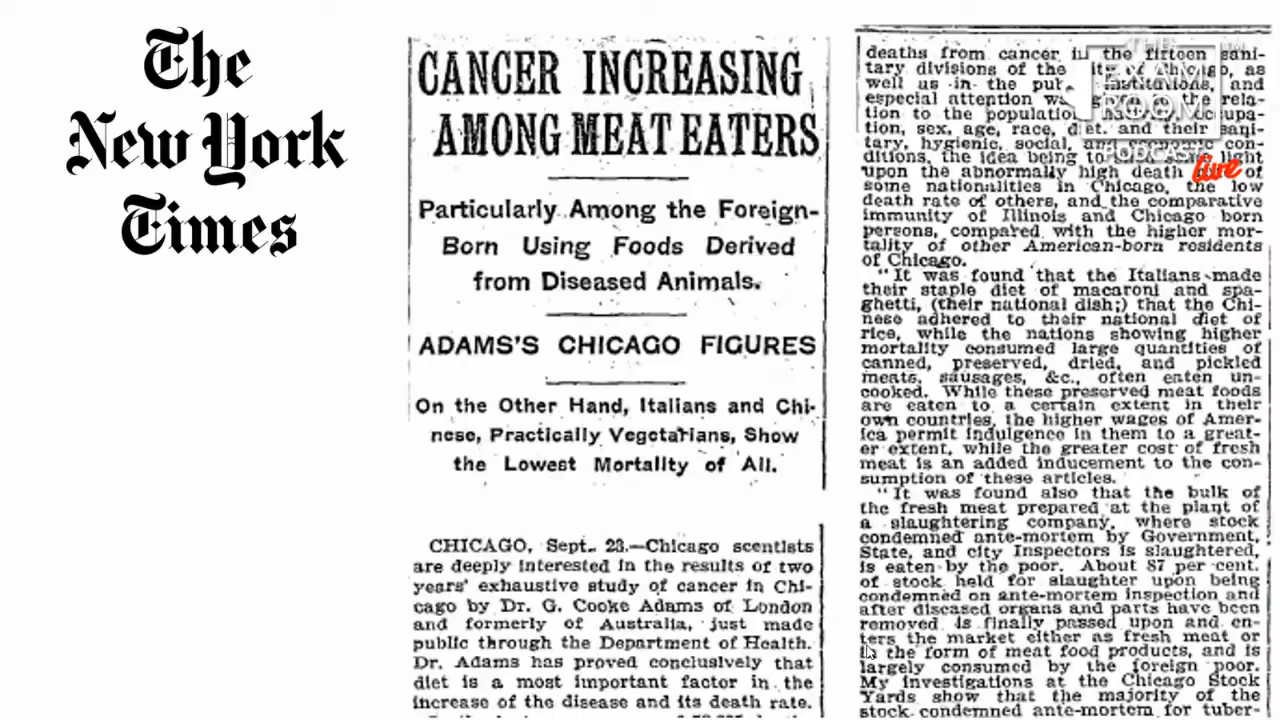 The
New York
Times
CANCER INCREASING
AMONG MEAT EATERS
Particularly Among the Foreign-
Born Using Foods Derived
from Diseased Animals.
ADAMS'S CHICAGO FIGURES
On the Other Hand, Italians and Chi-
nese, Practically Vegetarians, Show
the Lowest Mortality of All.
CHICAGO, Sept. 23.—Chicago scentists
are deeply interested in the results of two
years' exhaustive study of cancer in Chi-
cago by Dr. G. Cooke Adams of London
and formerly of Australia, just made
public through the Department of Health.
Dr. Adams has proved conclusively that
diet is a most important factor in the
increase of the disease and its death rate.
deaths from cancer in the fifteen sani-
tary divisions of the City of Chicago, as
well as in the public institutions, and
especial attention was given to the rela-
tion to the population, occupa-
tion, sex, age, race, diet. and their sani-
tary, hygienic, social, and economic con-
ditions, the idea being to light
upon the abnormally high death of
some nationalities in Chicago, the low
death rate of others, and the comparative
immunity of Illinois and Chicago born
persons, compared with the higher mor-
tality of other American-born residents
of Chicago.
"It was found that the Italians made
their staple diet of macaroni and spa-
ghetti, (their national dish;) that the Chi-
nese adhered to their national diet of
rice, while the nations showing higher
mortality consumed large quantities of
canned, preserved, dried, and pickled
meats, sausages, &c., often eaten un-
cooked. While these preserved meat foods
are eaten to a certain extent in their
own countries, the higher wages of Amer-
ica permit indulgence in them to a great-
er extent, while the greater cost of fresh
meat is an added inducement to the con-
sumption of these articles.
"It was found also that the bulk of
the fresh meat prepared at the plant of
a slaughtering company, where stock
condemned ante-mortem by Government,
State, and city Inspectors is slaughtered,
is eaten by the poor. About 87 per cent.
of stock held for slaughter upon being
condemned on ante-mortem inspection and
after diseased organs and parts have been
removed is finally passed upon and en-
ters the market either as fresh meat or
in the form of meat food products, and is
largely consumed by the foreign poor.
My investigations at the Chicago Stock
Yards show that the majority of the
stock condemned ante-mortem for tuber-
THE
EXAM
ROOM
PODCAST
live